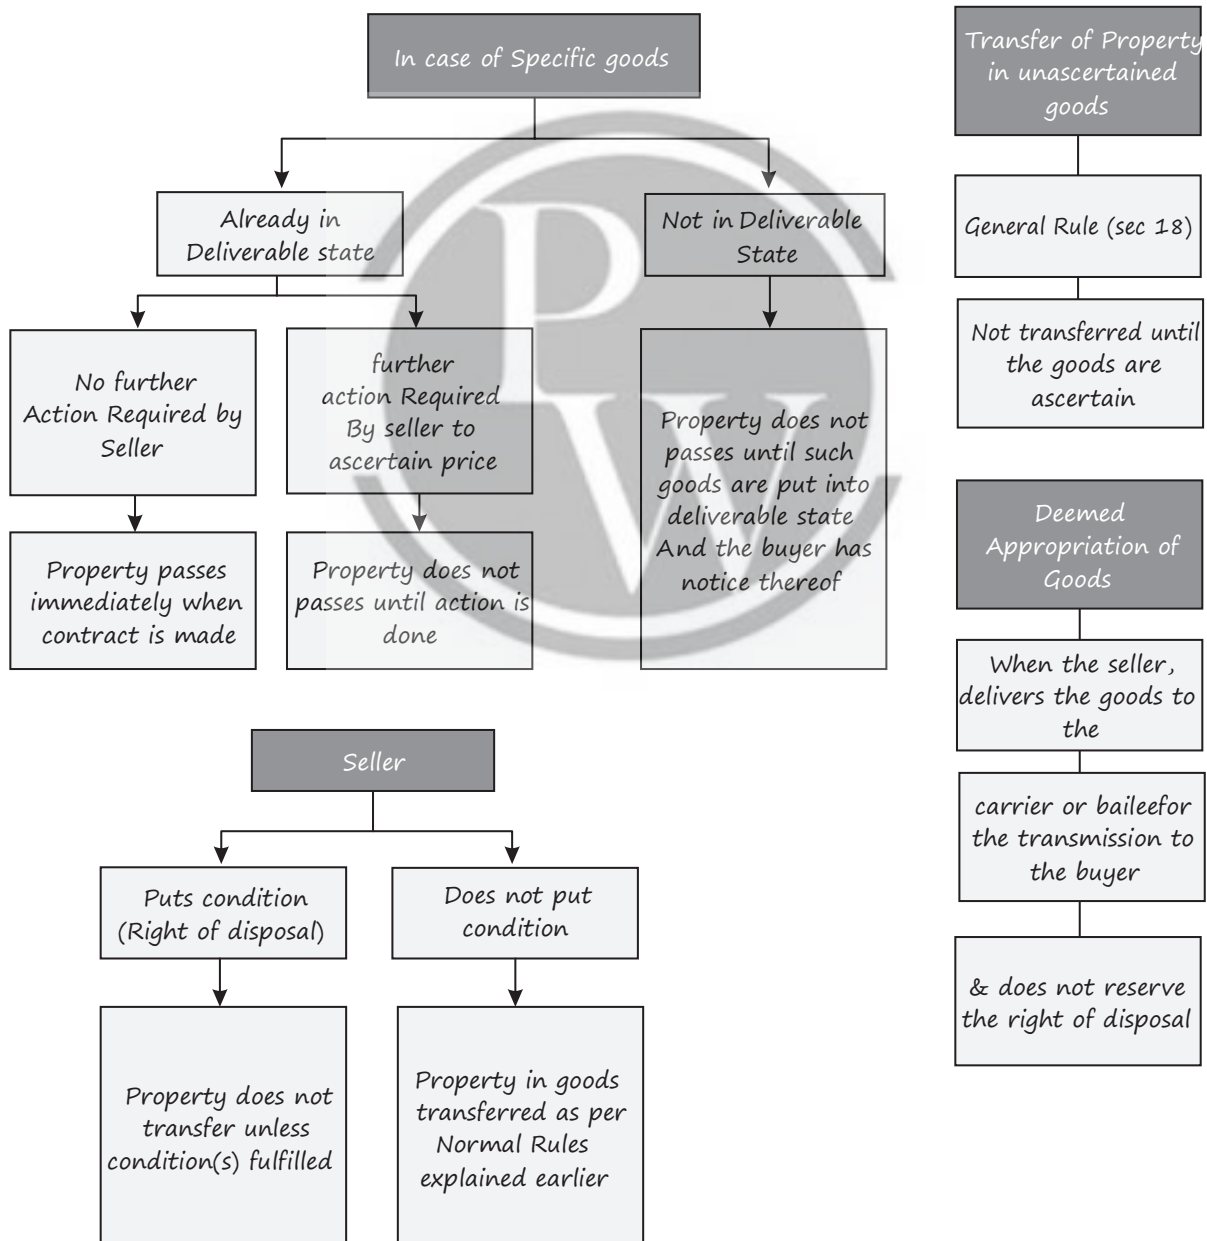 In case of Specific goods
Already in
Deliverable state
Not in Deliverable
State
No further
Action Required by
Seller
further
action Required
By seller to
ascertain price
Property passes
immediately when
contract is made
Property does not
passes until action is
done
Property does not
passes until such
goods are put into
deliverable state
And the buyer has
notice thereof
Seller
Puts condition
(Right of disposal)
Does not put
condition
Property does not
transfer unless
condition(s) fulfilled
Property in goods
transferred as per
Normal Rules
explained earlier
Transfer of Property
in unascertained
goods
General Rule (sec 18)
Not transferred until
the goods are
ascertain
Deemed
Appropriation of
Goods
When the seller,
delivers the goods to
the
carrier or baileefor
the transmission to
the buyer
& does not reserve
the right of disposal
PW